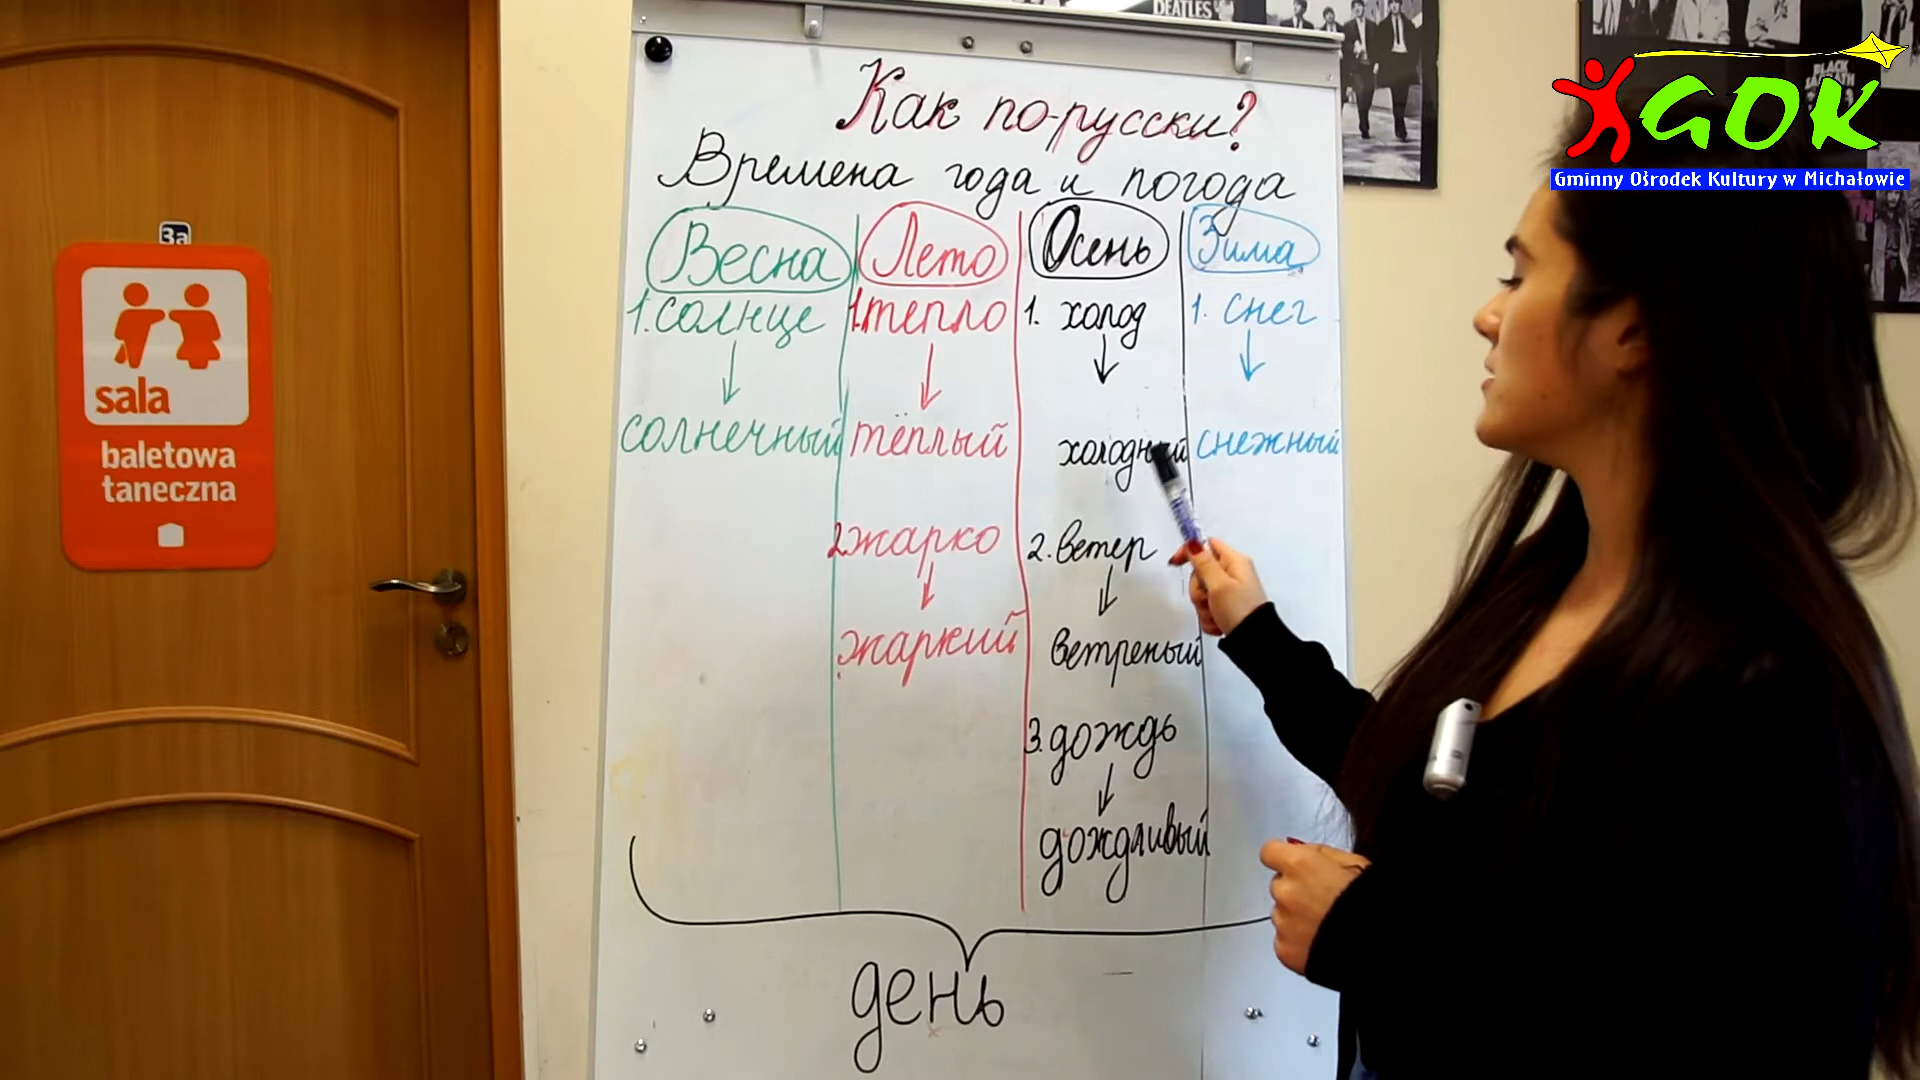 BEATLES
BLACK
SABBATH
GOK
Gminny Ośrodek Kultury w Michałowie
3a
sala
baletowa
taneczna
Как по-русски?
Времена года и погода
Весна Лето Осень Зима
1. солнце 1. тепло 1. холод 1. снег
солнечный тёплый холодный снежный
2. жарко 2. ветер
жаркий ветреный
3. дождь
дождливый
день